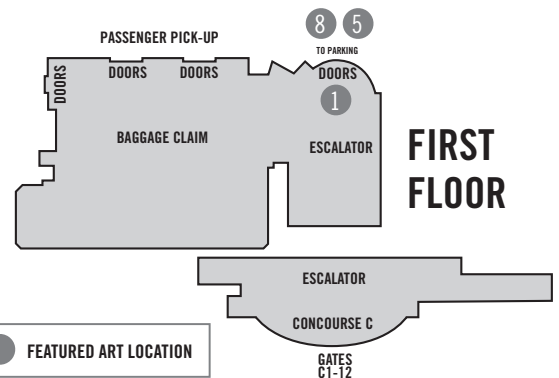 8 5
PASSENGER PICK-UP
TO PARKING
DOORS
DOORS
DOORS
DOORS
1
BAGGAGE CLAIM
ESCALATOR
FIRST
FLOOR
ESCALATOR
CONCOURSE C
FEATURED ART LOCATION
GATES
C1-12